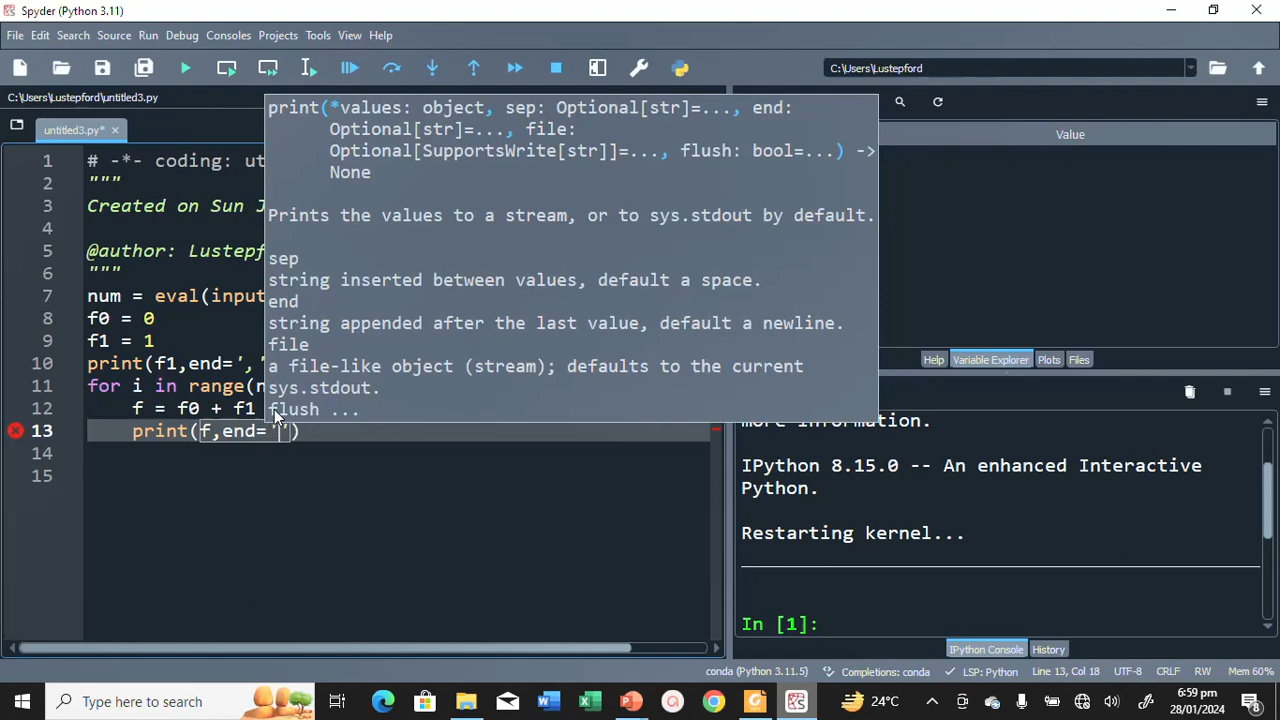 Spyder (Python 3.11)
File Edit Search Source Run Debug Consoles Projects Tools View Help
C:\Users\Lustepford
C:\Users\Lustepford\untitled3.py
untitled3.py*
Value
1 # -*- coding: ut
2 """
3 Created on Sun J
4
5 @author: Lustepf
6 """
7 num = eval(input
8 f0 = 0
9 f1 = 1
10 print(f1,end=','
11 for i in range(n
12 f = f0 + f1
13 print(f,end='')
14
15
print(*values: object, sep: Optional[str]=..., end:
Optional[str]=..., file:
Optional[SupportsWrite[str]]=..., flush: bool=...) ->
None
Prints the values to a stream, or to sys.stdout by default.
sep
string inserted between values, default a space.
end
string appended after the last value, default a newline.
file
a file-like object (stream); defaults to the current
sys.stdout.
flush ...
Help Variable Explorer Plots Files
more information.
IPython 8.15.0 -- An enhanced Interactive
Python.
Restarting kernel...
In [1]:
IPython Console History
conda (Python 3.11.5) Completions: conda LSP: Python Line 13, Col 18 UTF-8 CRLF RW Mem 60%
Type here to search
24°C
6:59 pm
28/01/2024
8